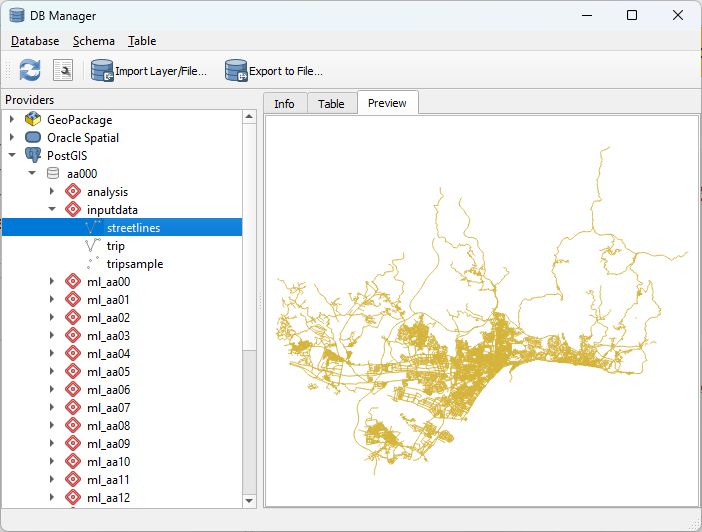 DB Manager
Database Schema Table
Import Layer/File... Export to File...
Providers
Info Table Preview
GeoPackage
Oracle Spatial
PostGIS
aa000
analysis
inputdata
streetlines
trip
tripsample
ml_aa00
ml_aa01
ml_aa02
ml_aa03
ml_aa04
ml_aa05
ml_aa06
ml_aa07
ml_aa08
ml_aa09
ml_aa10
ml_aa11
ml_aa12